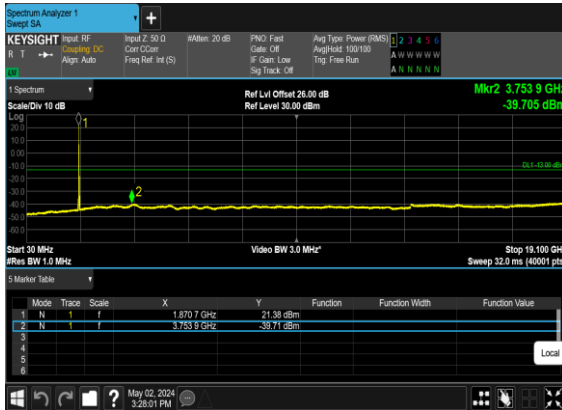 Spectrum Analyzer 1
Swept SA
+
KEYSIGHT Input: RF Input Z: 50 Ω #Atten: 20 dB PNO: Fast Avg Type: Power (RMS) 1 2 3 4 5 6
R T Coupling: DC Corr CCorr Gate: Off Avg|Hold: 100/100 A W W W W W
Align: Auto Freq Ref: Int (S) IF Gain: Low Trig: Free Run
LXI Sig Track: Off A N N N N N
1 Spectrum Ref Lvl Offset 26.00 dB Mkr2 3.753 9 GHz
Scale/Div 10 dB Ref Level 30.00 dBm -39.705 dBm
Log
20.0
10.0
0.00
-10.0
-20.0
-30.0
-40.0
-50.0
-60.0
1
DL1 -13.00 dBm
2
Start 30 MHz Video BW 3.0 MHz* Stop 19.100 GHz
#Res BW 1.0 MHz Sweep 32.0 ms (40001 pts)
5 Marker Table
Mode Trace Scale X Y Function Function Width Function Value
1 N 1 f 1.870 7 GHz 21.38 dBm
2 N 1 f 3.753 9 GHz -39.71 dBm
3
4
5
6
Local
? May 02, 2024
3:28:01 PM